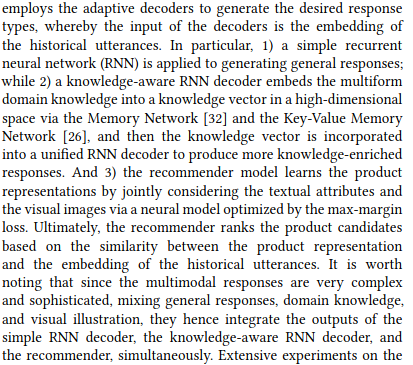 employs the adaptive decoders to generate the desired response
types, whereby the input of the decoders is the embedding of
the historical utterances. In particular, 1) a simple recurrent
neural network (RNN) is applied to generating general responses;
while 2) a knowledge-aware RNN decoder embeds the multiform
domain knowledge into a knowledge vector in a high-dimensional
space via the Memory Network [32] and the Key-Value Memory
Network [26], and then the knowledge vector is incorporated
into a unified RNN decoder to produce more knowledge-enriched
responses. And 3) the recommender model learns the product
representations by jointly considering the textual attributes and
the visual images via a neural model optimized by the max-margin
loss. Ultimately, the recommender ranks the product candidates
based on the similarity between the product representation
and the embedding of the historical utterances. It is worth
noting that since the multimodal responses are very complex
and sophisticated, mixing general responses, domain knowledge,
and visual illustration, they hence integrate the outputs of the
simple RNN decoder, the knowledge-aware RNN decoder, and
the recommender, simultaneously. Extensive experiments on the